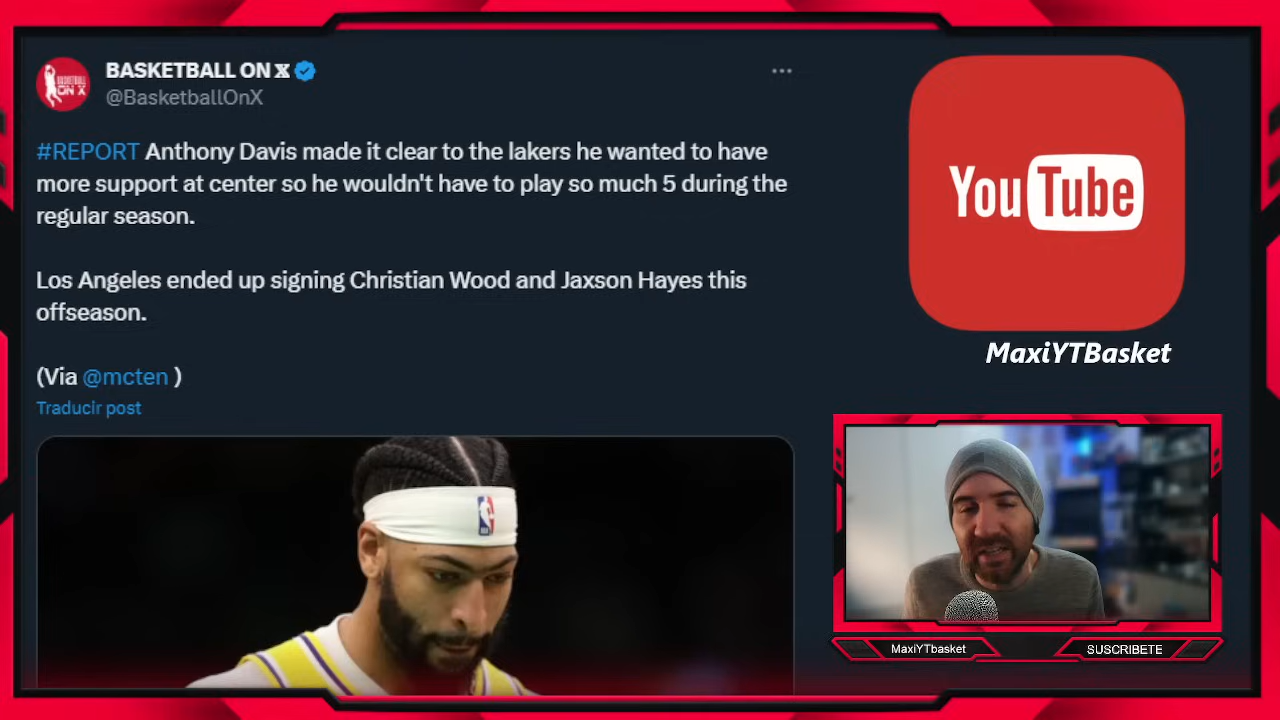 BASKETBALL ON X
@BasketballOnX
#REPORT Anthony Davis made it clear to the lakers he wanted to have
more support at center so he wouldn't have to play so much 5 during the
regular season.
Los Angeles ended up signing Christian Wood and Jaxson Hayes this
offseason.
(Via @mcten )
Traducir post
YouTube
MaxiYTBasket
MaxiYTbasket
SUSCRIBETE